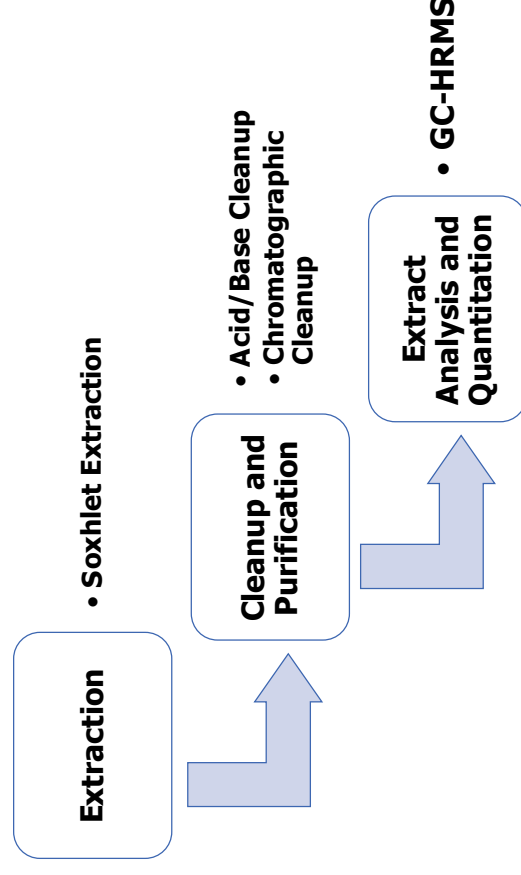 Extraction
• Soxhlet Extraction
Cleanup and
Purification
• Acid/Base Cleanup
• Chromatographic
Cleanup
Extract
Analysis and
Quantitation
• GC-HRMS